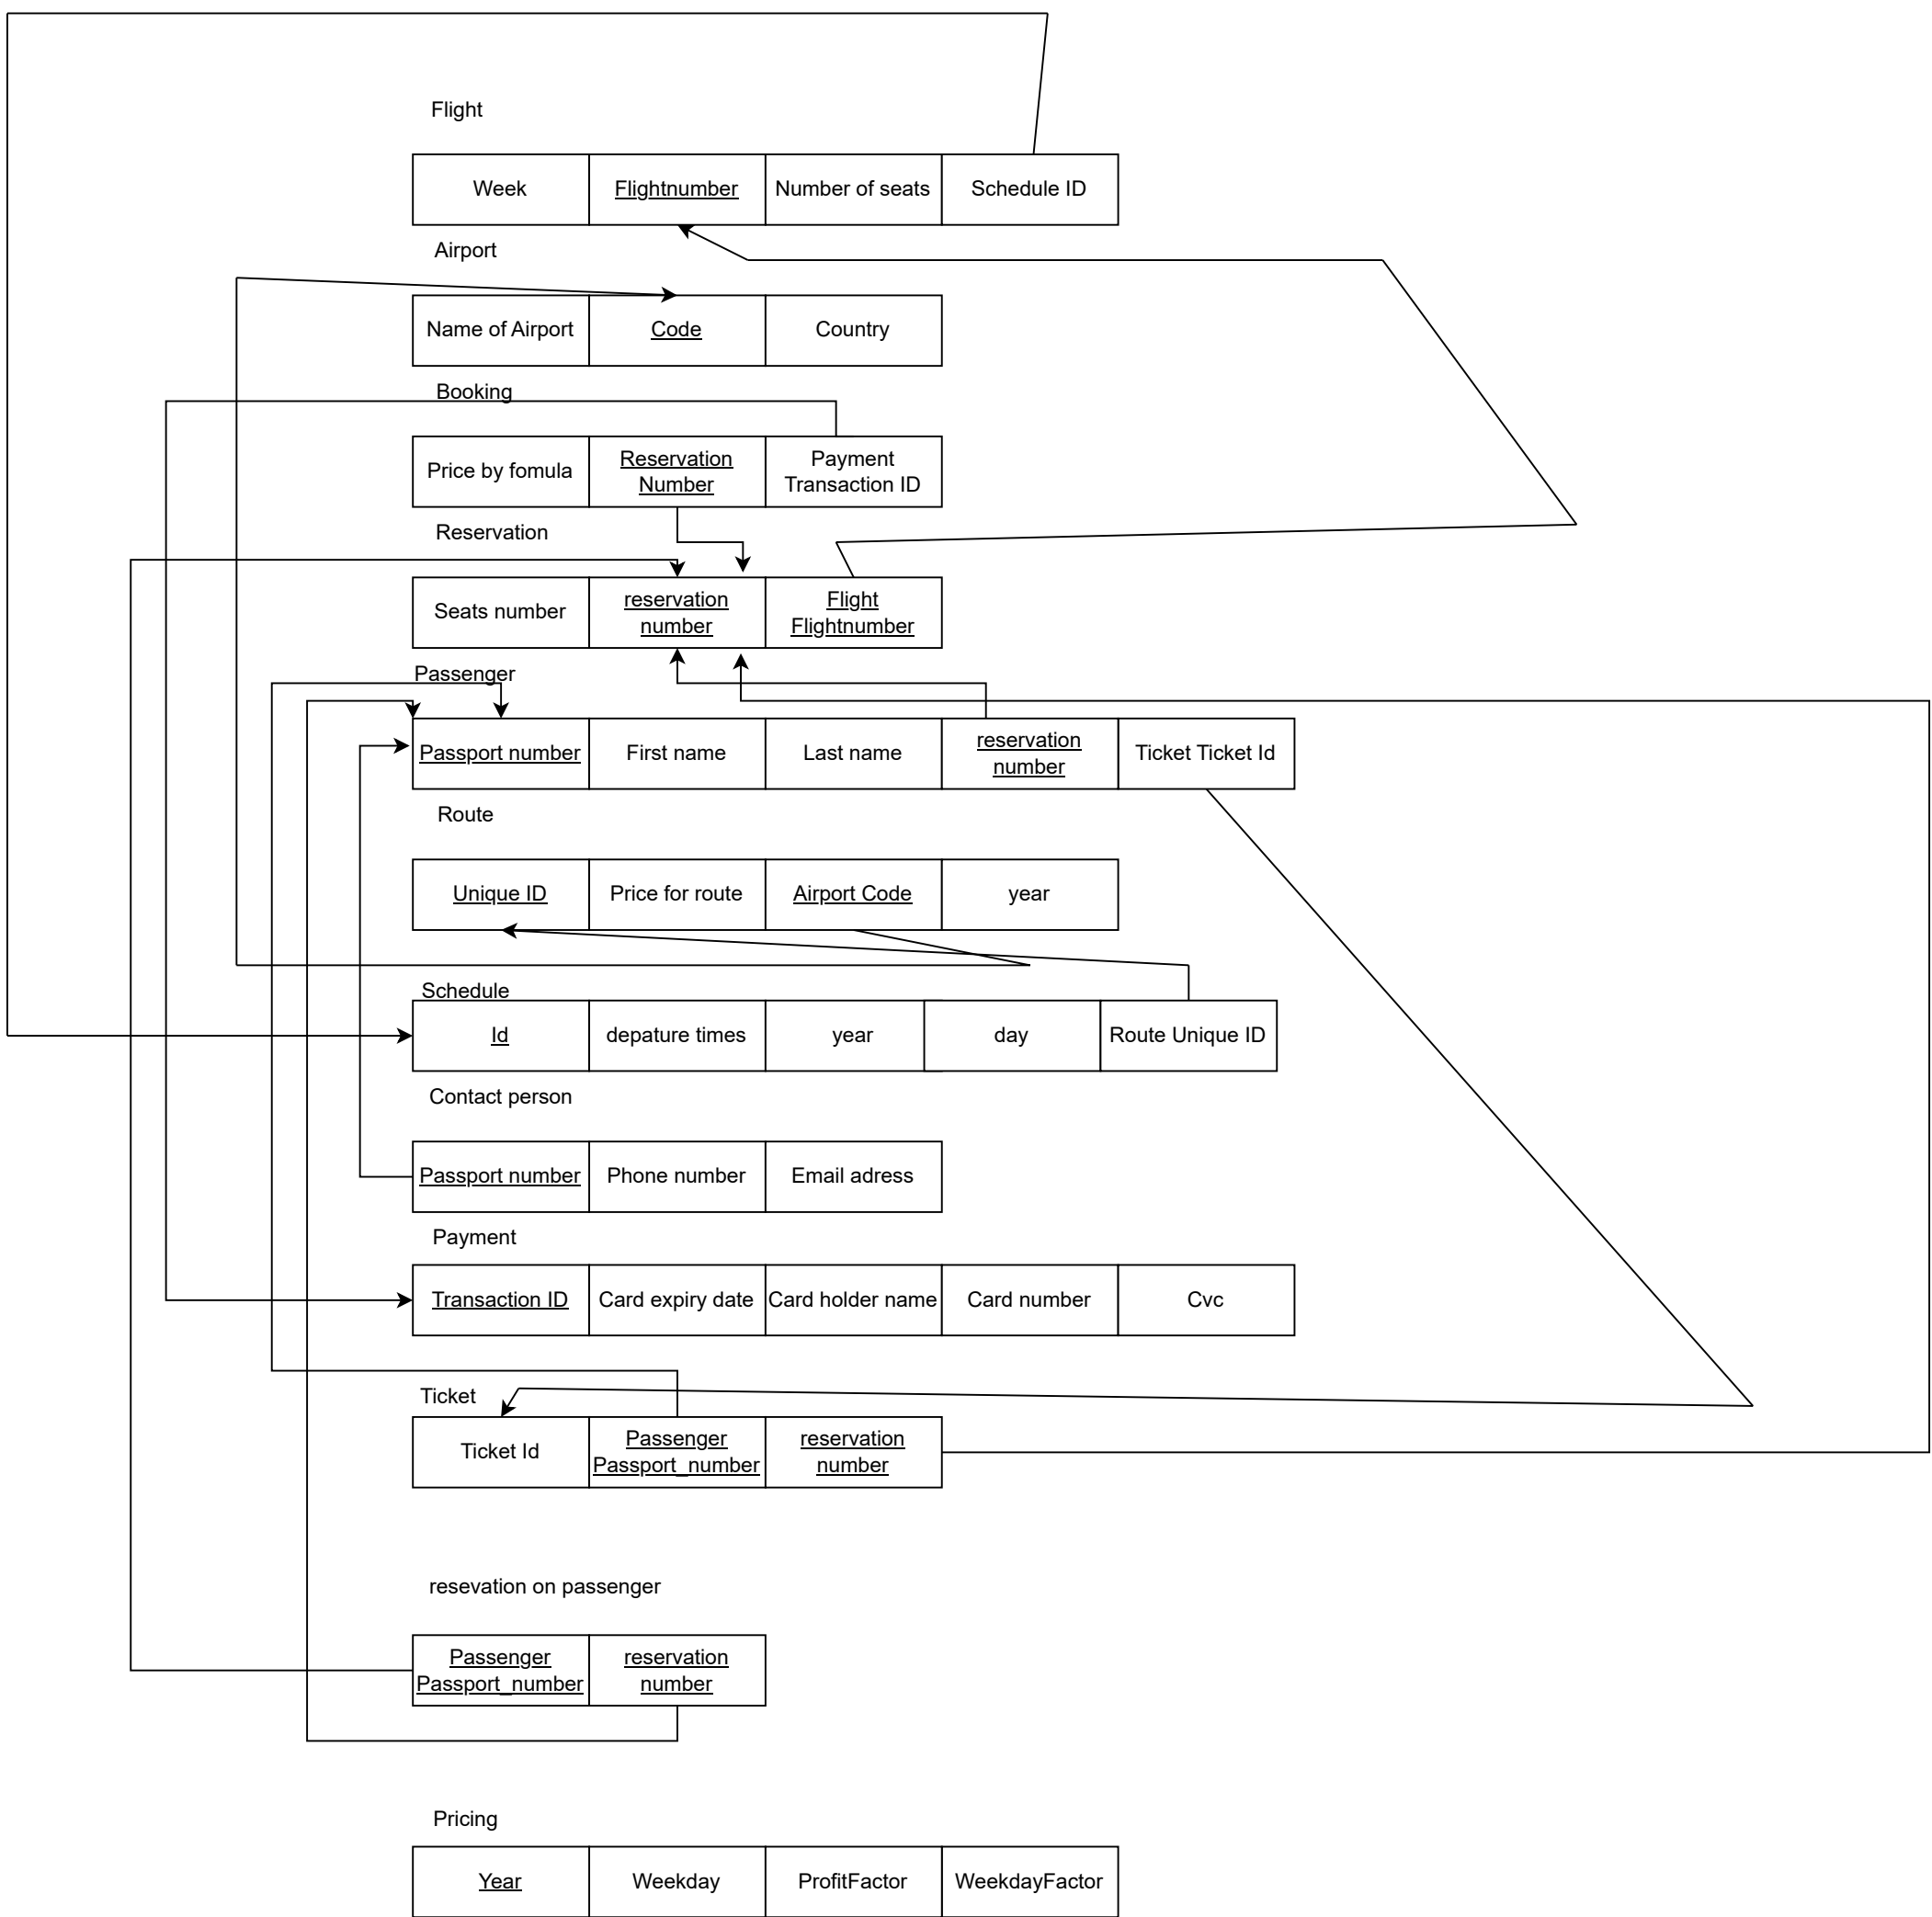 Flight
Week
Flightnumber
Number of seats
Schedule ID
Airport
Name of Airport
Code
Country
Booking
Price by fomula
Reservation
Number
Payment
Transaction ID
Reservation
Seats number
reservation
number
Flight
Flightnumber
Passenger
Passport number
First name
Last name
reservation
number
Ticket Ticket Id
Route
Unique ID
Price for route
Airport Code
year
Schedule
Id
depature times
year
day
Route Unique ID
Contact person
Passport number
Phone number
Email adress
Payment
Transaction ID
Card expiry date
Card holder name
Card number
Cvc
Ticket
Ticket Id
Passenger
Passport_number
reservation
number
resevation on passenger
Passenger
Passport_number
reservation
number
Pricing
Year
Weekday
ProfitFactor
WeekdayFactor